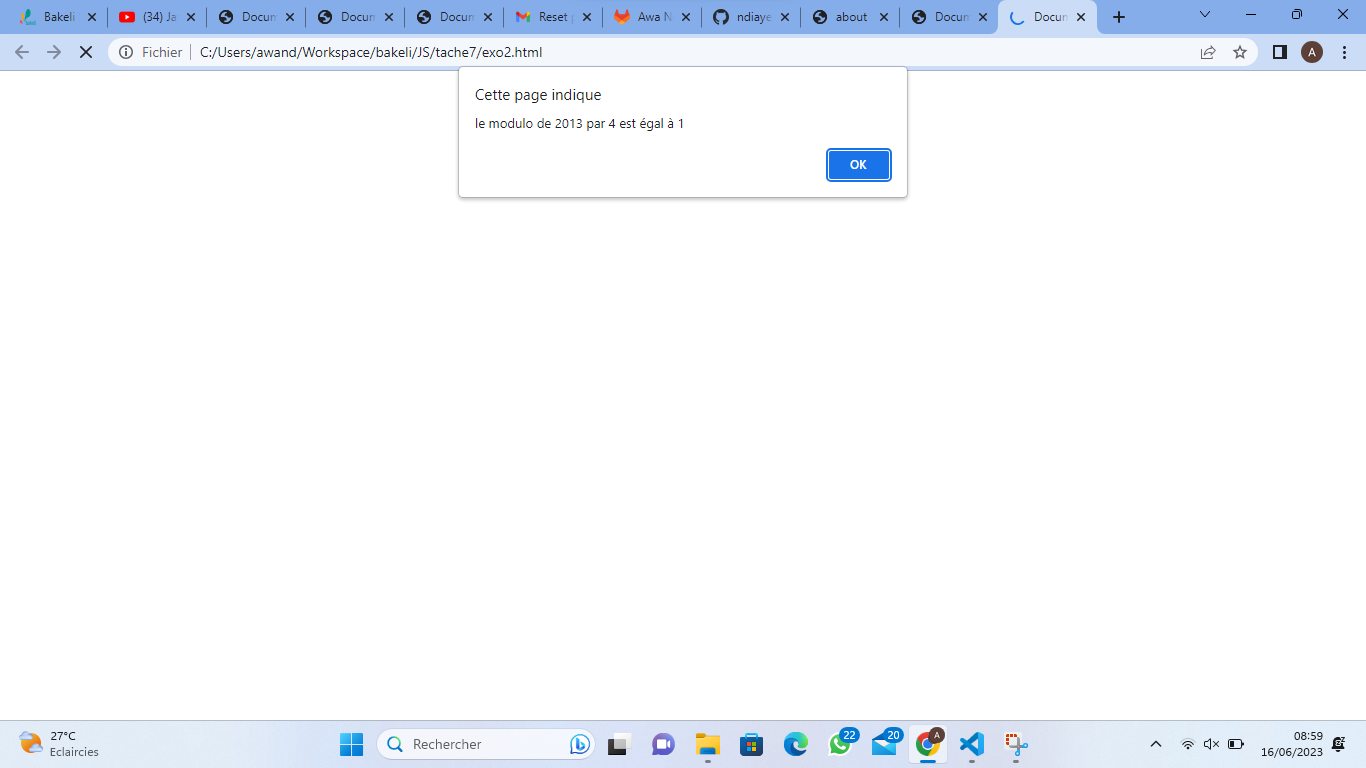 Bakeli
(34) Ja
Docum
Docum
Docum
Reset
Awa N
ndiaye
about
Docum
Docum
Fichier
C:/Users/awand/Workspace/bakeli/JS/tache7/exo2.html
A
Cette page indique
le modulo de 2013 par 4 est égal à 1
OK
27°C
Eclaircies
Rechercher
22
20
A
08:59
16/06/2023